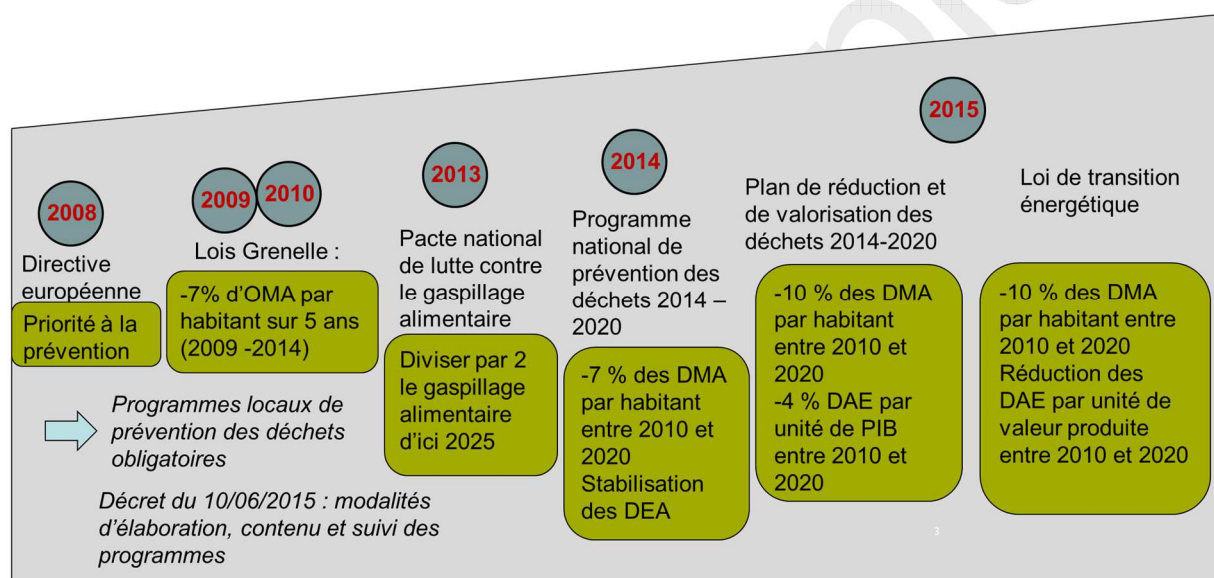 2008
Directive
européenne
Priorité à la
prévention
2009
2010
Lois Grenelle :
-7% d'OMA par
habitant sur 5 ans
(2009 -2014)
Programmes locaux de
prévention des déchets
obligatoires
Décret du 10/06/2015 : modalités
d'élaboration, contenu et suivi des
programmes
2013
Pacte national
de lutte contre
le gaspillage
alimentaire
Diviser par 2
le gaspillage
alimentaire
d'ici 2025
2014
Programme
national de
prévention des
déchets 2014 –
2020
-7 % des DMA
par habitant
entre 2010 et
2020
Stabilisation
des DEA
2015
Plan de réduction et
de valorisation des
déchets 2014-2020
-10 % des DMA
par habitant
entre 2010 et
2020
-4 % DAE par
unité de PIB
entre 2010 et
2020
Loi de transition
énergétique
-10 % des DMA
par habitant entre
2010 et 2020
Réduction des
DAE par unité de
valeur produite
entre 2010 et 2020
3